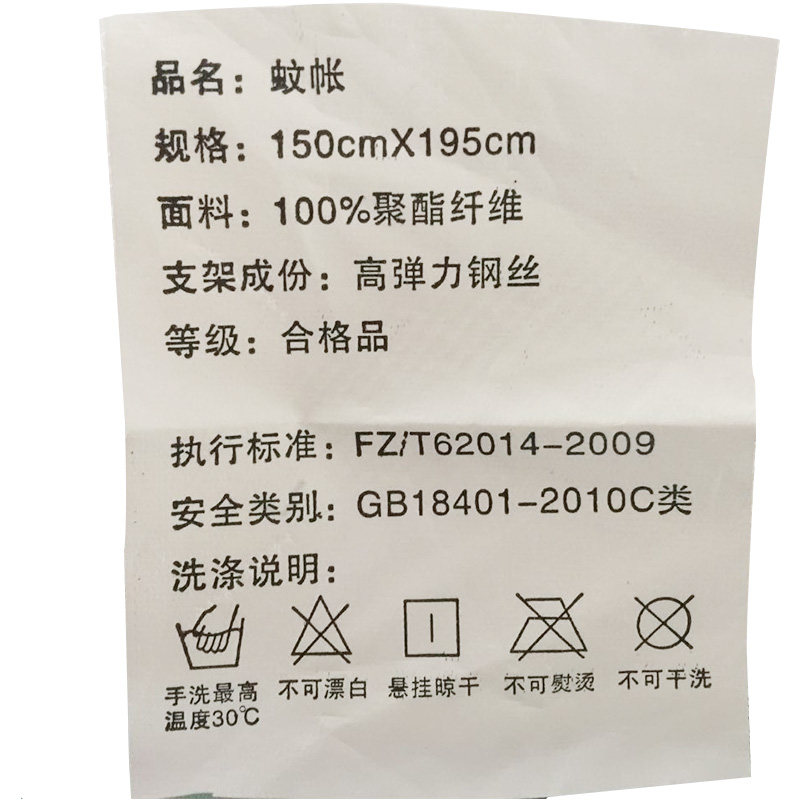 品名：蚊帐
规格：150cmX195cm
面料：100%聚酯纤维
支架成份：高弹力钢丝
等级：合格品
执行标准：FZ/T62014-2009
安全类别：GB18401-2010C类
洗涤说明：
手洗最高温度30℃
不可漂白
悬挂晾干
不可熨烫
不可干洗